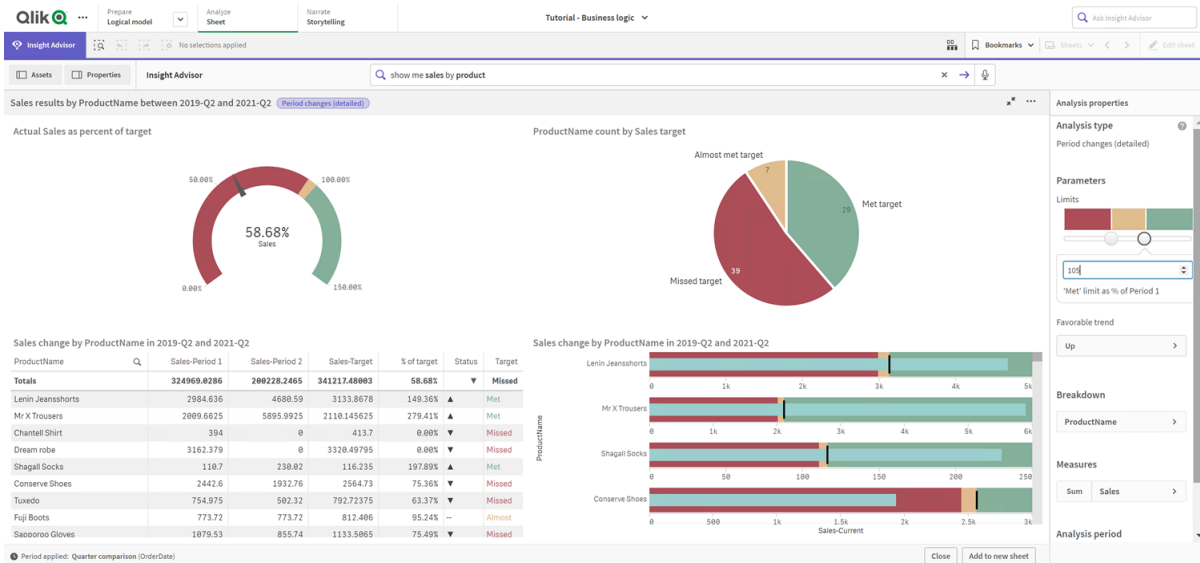 Qlik
Prepare
Logical model
Analyze
Sheet
Narrate
Storytelling
Tutorial - Business logic
Ask Insight Advisor
Insight Advisor
No selections applied
Bookmarks
Sheets
Edit sheet
Assets
Properties
Insight Advisor
show me sales by product
Sales results by ProductName between 2019-Q2 and 2021-Q2 Period changes (detailed)
Actual Sales as percent of target
50.00%
100.00%
58.68%
Sales
0.00%
150.00%
ProductName count by Sales target
Almost met target
7
29
Met target
39
Missed target
Sales change by ProductName in 2019-Q2 and 2021-Q2
ProductName Sales-Period 1 Sales-Period 2 Sales-Target % of target Status Target
Totals 324969.0286 200228.2465 341217.48003 58.68% ▼ Missed
Lenin Jeansshorts 2984.636 4680.59 3133.8678 149.36% ▲ Met
Mr X Trousers 2009.6625 5895.9925 2110.145625 279.41% ▲ Met
Chantell Shirt 394 0 413.7 0.00% ▼ Missed
Dream robe 3162.379 0 3320.49795 0.00% ▼ Missed
Shagall Socks 110.7 230.02 116.235 197.89% ▲ Met
Conserve Shoes 2442.6 1932.76 2564.73 75.36% ▼ Missed
Tuxedo 754.975 502.32 792.72375 63.37% ▼ Missed
Fuji Boots 773.72 773.72 812.406 95.24% -- Almost
Sapporoo Gloves 1079.53 855.74 1133.5065 75.49% ▼ Missed
Sales change by ProductName in 2019-Q2 and 2021-Q2
ProductName
Lenin Jeansshorts
0 1k 2k 3k 4k 5k
Mr X Trousers
0 1k 2k 3k 4k 5k 6k
Shagall Socks
0 50 100 150 200 250
Conserve Shoes
0 500 1k 1.5k 2k 2.5k 3k
Sales-Current
Analysis properties
Analysis type
Period changes (detailed)
Parameters
Limits
105
'Met' limit as % of Period 1
Favorable trend
Up
Breakdown
ProductName
Measures
Sum Sales
Analysis period
Period applied: Quarter comparison (OrderDate)
Close
Add to new sheet